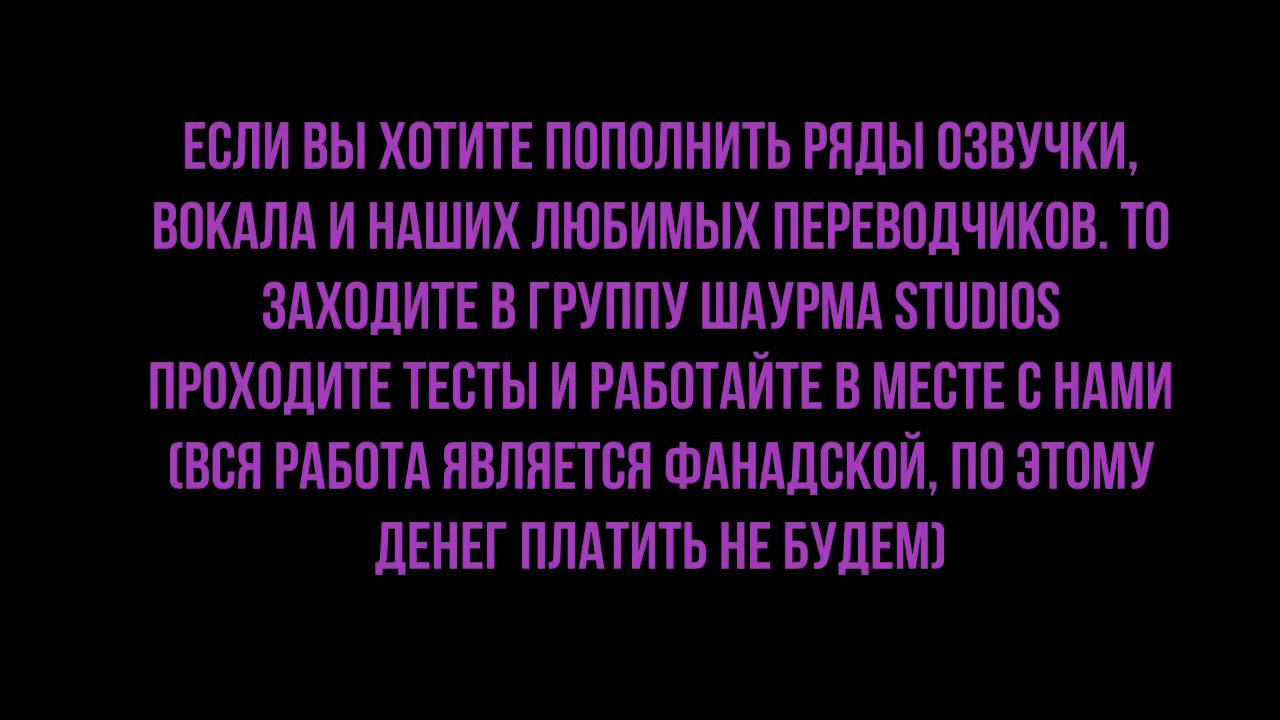 ЕСЛИ ВЫ ХОТИТЕ ПОПОЛНИТЬ РЯДЫ ОЗВУЧКИ,
ВОКАЛА И НАШИХ ЛЮБИМЫХ ПЕРЕВОДЧИКОВ. ТО
ЗАХОДИТЕ В ГРУППУ ШАУРМА STUDIOS
ПРОХОДИТЕ ТЕСТЫ И РАБОТАЙТЕ В МЕСТЕ С НАМИ
(ВСЯ РАБОТА ЯВЛЯЕТСЯ ФАНАДСКОЙ, ПО ЭТОМУ
ДЕНЕГ ПЛАТИТЬ НЕ БУДЕМ)